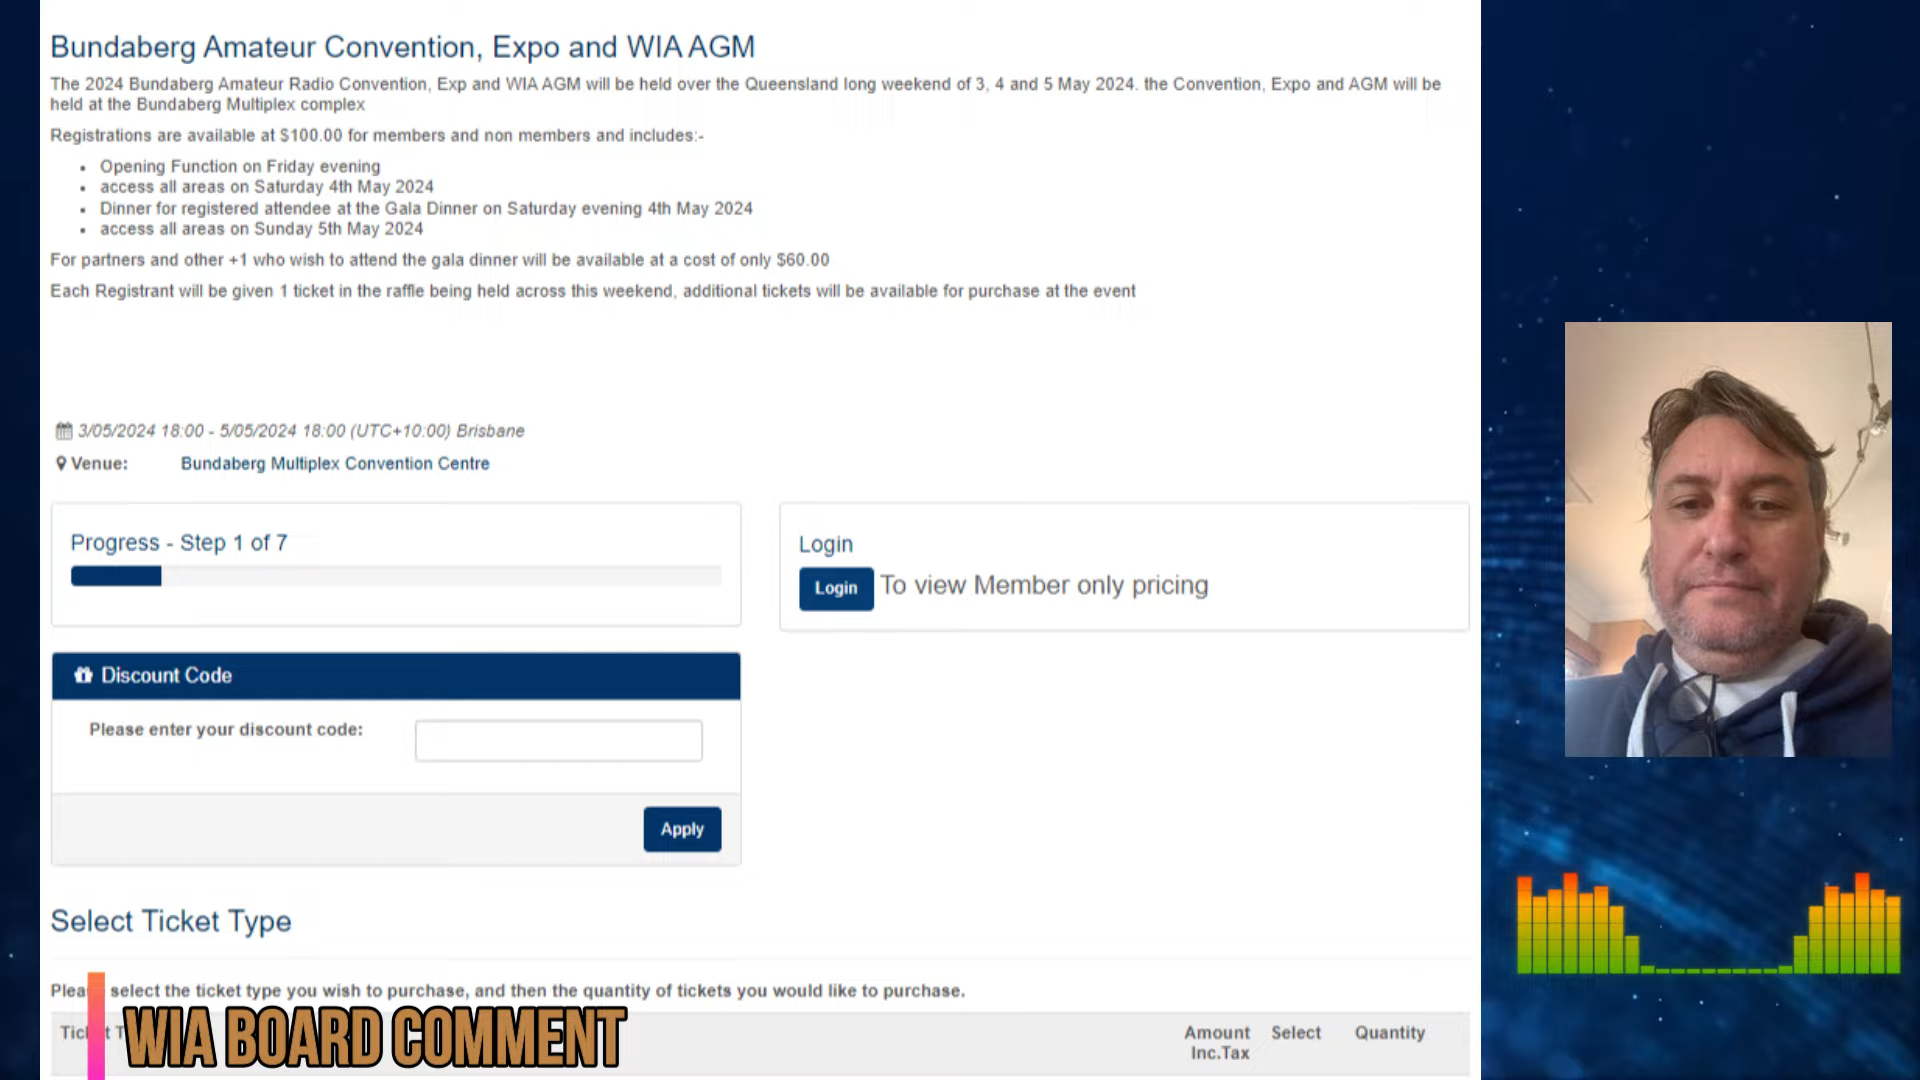 Bundaberg Amateur Convention, Expo and WIA AGM
The 2024 Bundaberg Amateur Radio Convention, Exp and WIA AGM will be held over the Queensland long weekend of 3, 4 and 5 May 2024. the Convention, Expo and AGM will be
held at the Bundaberg Multiplex complex
Registrations are available at $100.00 for members and non members and includes:-
Opening Function on Friday evening
access all areas on Saturday 4th May 2024
Dinner for registered attendee at the Gala Dinner on Saturday evening 4th May 2024
access all areas on Sunday 5th May 2024
For partners and other +1 who wish to attend the gala dinner will be available at a cost of only $60.00
Each Registrant will be given 1 ticket in the raffle being held across this weekend, additional tickets will be available for purchase at the event
3/05/2024 18:00 - 5/05/2024 18:00 (UTC+10:00) Brisbane
Venue: Bundaberg Multiplex Convention Centre
Progress - Step 1 of 7
Login
Login To view Member only pricing
Discount Code
Please enter your discount code:
Apply
Select Ticket Type
select the ticket type you wish to purchase, and then the quantity of tickets you would like to purchase.
Amount Select Quantity
Inc.Tax
WIA BOARD COMMENT